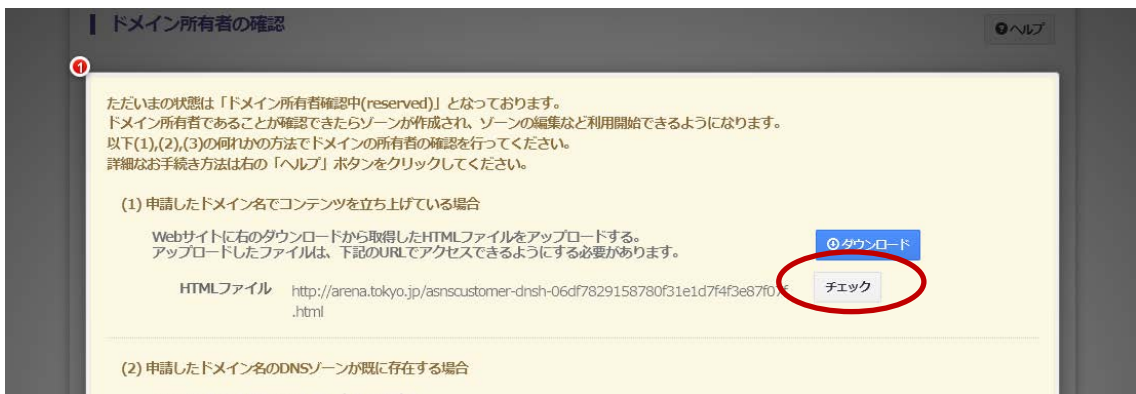 ドメイン所有者の確認
ヘルプ
1
ただいまの状態は「ドメイン所有者確認中(reserved)」となっております。
ドメイン所有者であることが確認できたらゾーンが作成され、ゾーンの編集など利用開始できるようになります。
以下(1),(2),(3)の何れかの方法でドメインの所有者の確認を行ってください。
詳細なお手続き方法は右の「ヘルプ」ボタンをクリックしてください。
(1) 申請したドメイン名でコンテンツを立ち上げている場合
Webサイトに右のダウンロードから取得したHTMLファイルをアップロードする。
アップロードしたファイルは、下記のURLでアクセスできるようにする必要があります。
ダウンロード
HTMLファイル http://arena.tokyo.jp/asnscustomer-dnsh-06df7829158780f31e1d7f4f3e87f07f
.html
チェック
(2) 申請したドメイン名のDNSゾーンが既に存在する場合